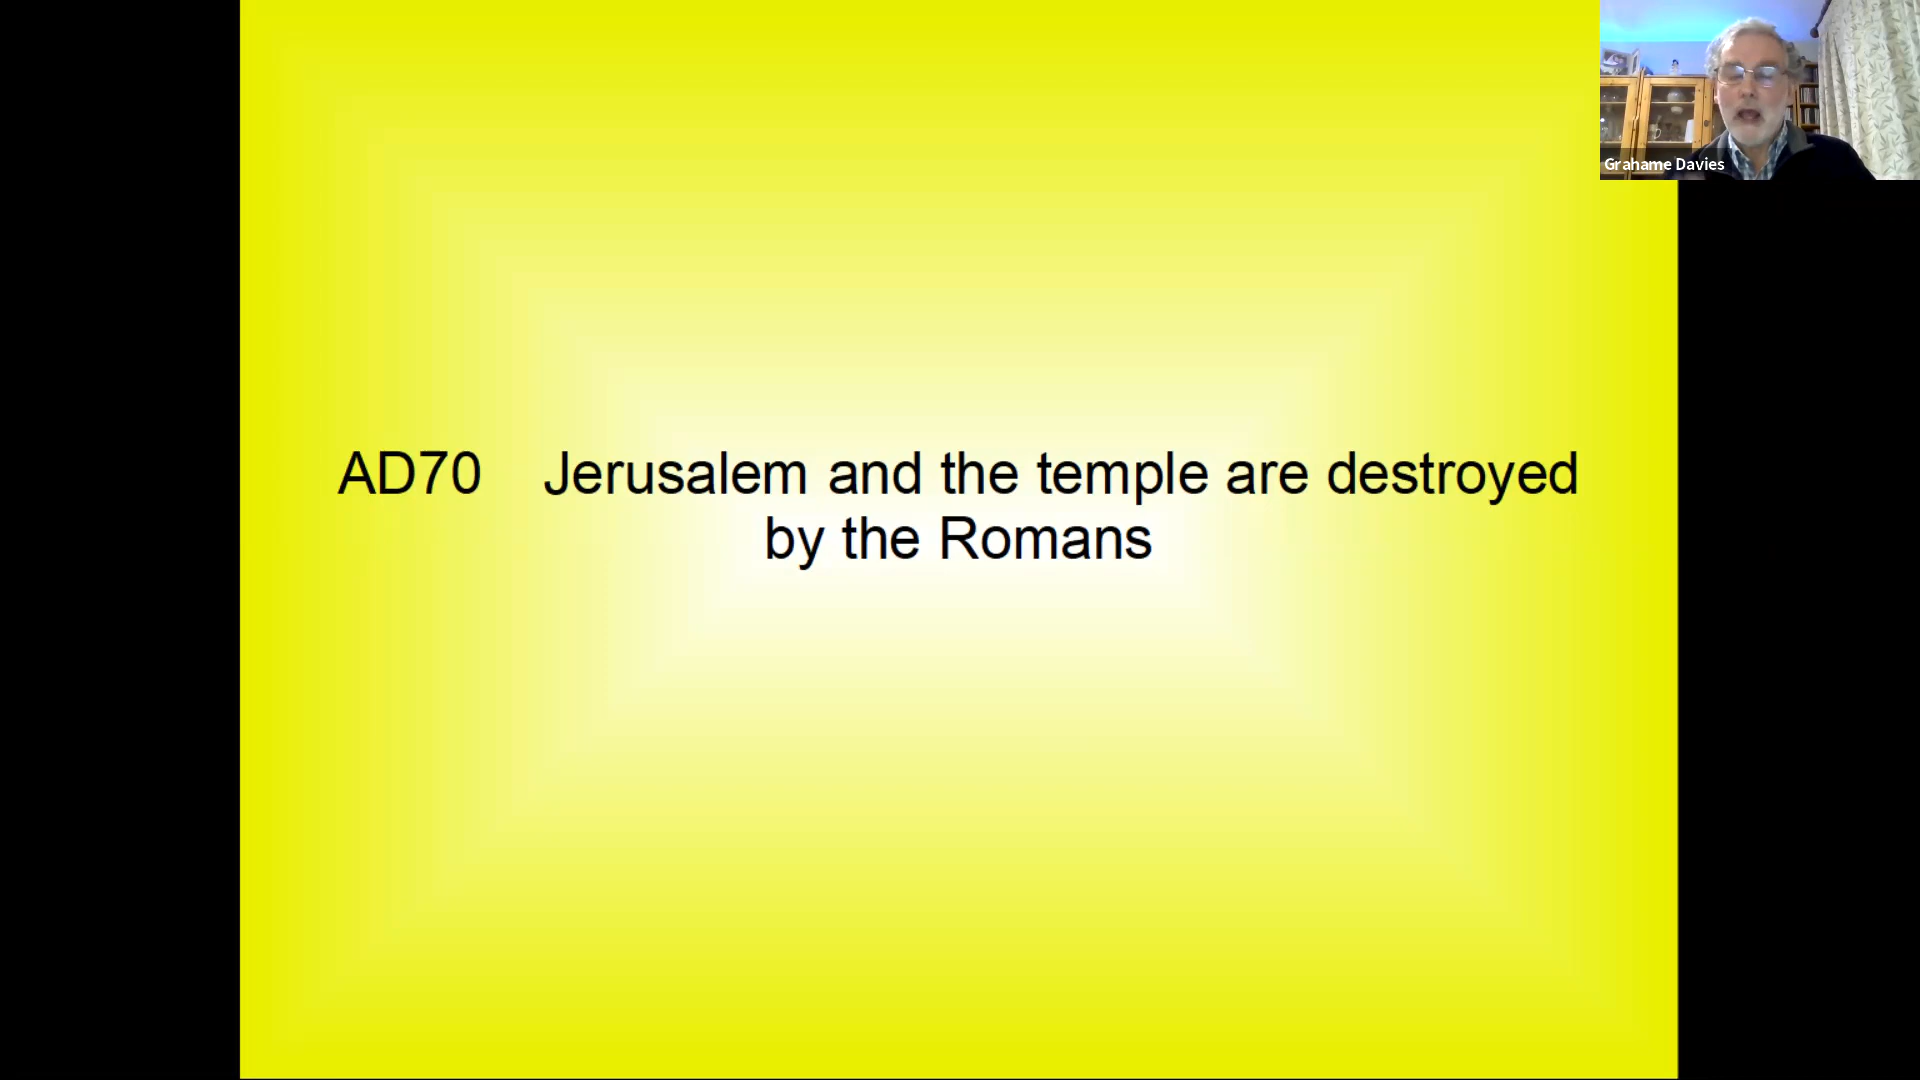 AD70 Jerusalem and the temple are destroyed
by the Romans
Grahame Davies